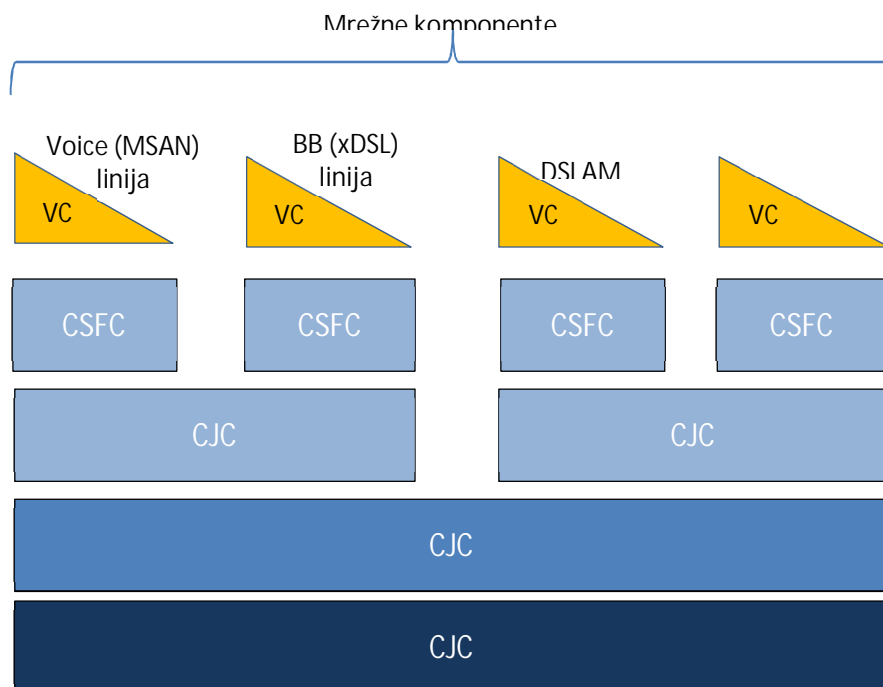 Mrežne komponente
Voice (MSAN)
linija
BB (xDSL)
linija
DSLAM
VC
VC
VC
VC
CSFC
CSFC
CSFC
CSFC
CJC
CJC
CJC
CJC